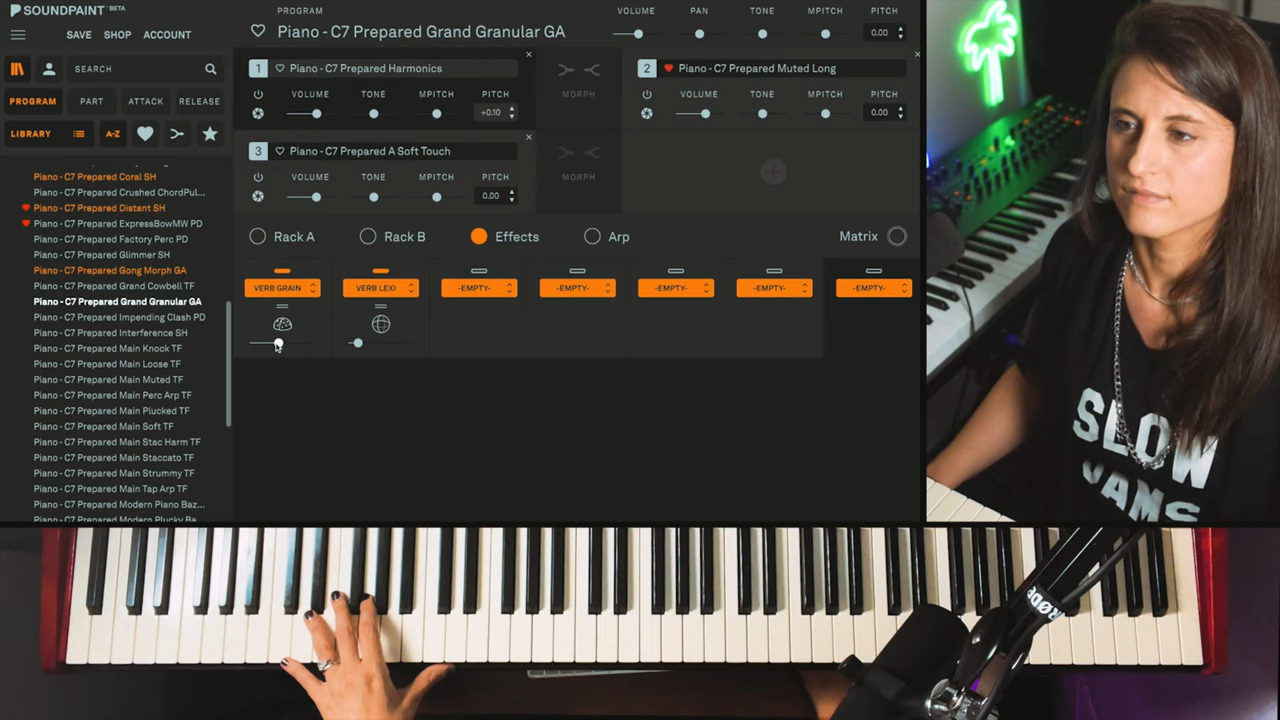 SOUNDPAINT BETA
SAVE SHOP ACCOUNT
SEARCH
PROGRAM PART ATTACK RELEASE
LIBRARY A-Z
Piano - C7 Prepared Coral SH
Piano - C7 Prepared Crushed ChordPul...
Piano - C7 Prepared Distant SH
Piano - C7 Prepared ExpressBowMW PD
Piano - C7 Prepared Factory Perc PD
Piano - C7 Prepared Glimmer SH
Piano - C7 Prepared Gong Morph GA
Piano - C7 Prepared Grand Cowbell TF
Piano - C7 Prepared Grand Granular GA
Piano - C7 Prepared Impending Clash PD
Piano - C7 Prepared Interference SH
Piano - C7 Prepared Main Knock TF
Piano - C7 Prepared Main Loose TF
Piano - C7 Prepared Main Muted TF
Piano - C7 Prepared Main Perc Arp TF
Piano - C7 Prepared Main Plucked TF
Piano - C7 Prepared Main Soft TF
Piano - C7 Prepared Main Stac Harm TF
Piano - C7 Prepared Main Staccato TF
Piano - C7 Prepared Main Strummy TF
Piano - C7 Prepared Main Tap Arp TF
Piano - C7 Prepared Modern Piano Baz...
Piano - C7 Prepared Modern Plucky Ba...
PROGRAM
Piano - C7 Prepared Grand Granular GA
VOLUME PAN TONE MPITCH PITCH
0.00
1 Piano - C7 Prepared Harmonics
VOLUME TONE MPITCH PITCH
+0.10
MORPH
2 Piano - C7 Prepared Muted Long
VOLUME TONE MPITCH PITCH
0.00
3 Piano - C7 Prepared A Soft Touch
VOLUME TONE MPITCH PITCH
0.00
MORPH
Rack A Rack B Effects Arp Matrix
VERB GRAIN VERB LEXI -EMPTY- -EMPTY- -EMPTY- -EMPTY- -EMPTY-
SLOW
JAMS
RØDE